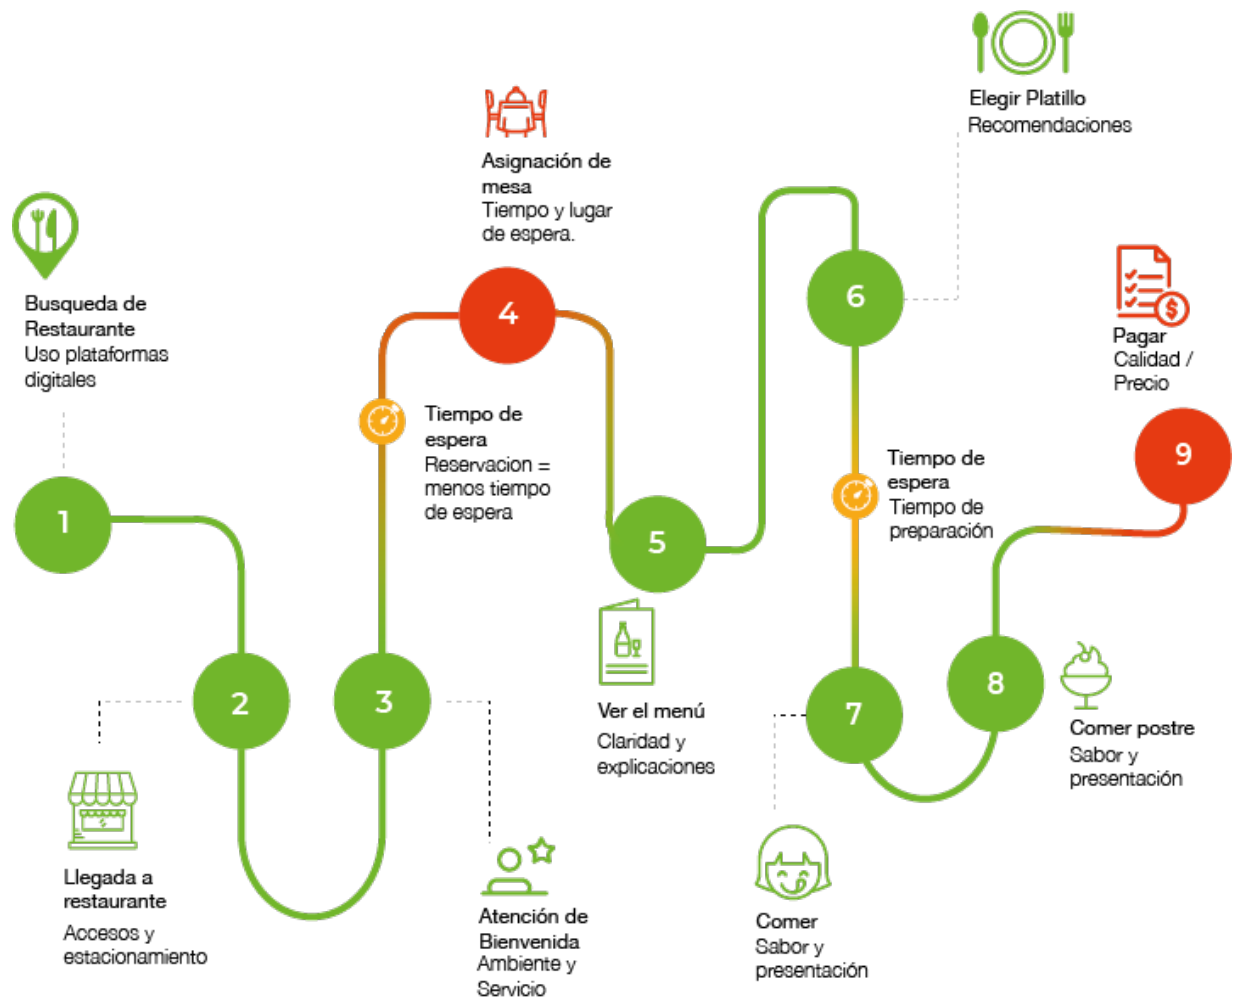 Busqueda de
Restaurante
Uso plataformas
digitales
1
2
Llegada a
restaurante
Accesos y
estacionamiento
3
Atención de
Bienvenida
Ambiente y
Servicio
Tiempo de
espera
Reservacion =
menos tiempo
de espera
Asignación de
mesa
Tiempo y lugar
de espera.
4
5
Ver el menú
Claridad y
explicaciones
Elegir Platillo
Recomendaciones
6
Tiempo de
espera
Tiempo de
preparación
7
Comer
Sabor y
presentación
8
Comer postre
Sabor y
presentación
$
Pagar
Calidad /
Precio
9